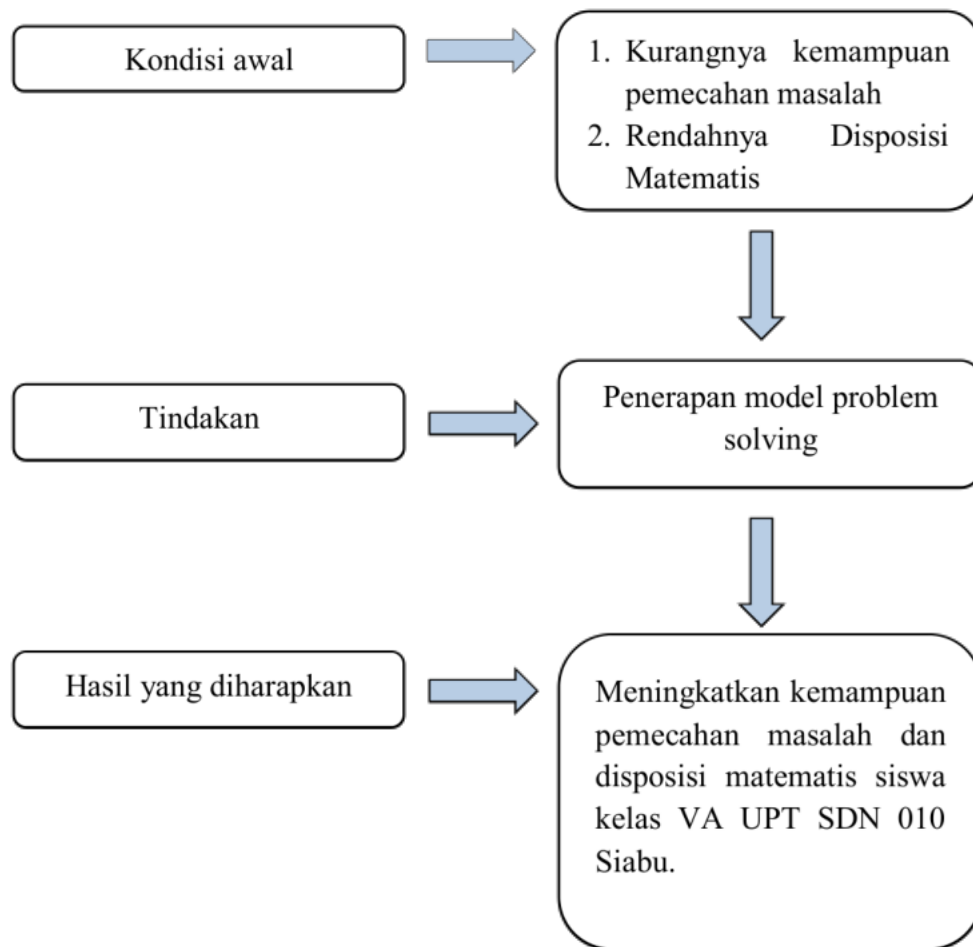 Kondisi awal
1. Kurangnya kemampuan
pemecahan masalah
2. Rendahnya Disposisi
Matematis
Tindakan
Penerapan model problem
solving
Hasil yang diharapkan
Meningkatkan kemampuan
pemecahan masalah dan
disposisi matematis siswa
kelas VA UPT SDN 010
Siabu.